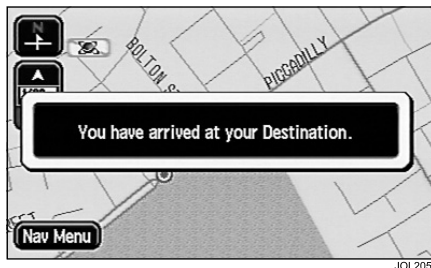 N
BOLTON ST
PICCADILLY
You have arrived at your Destination.
Nav Menu
JOL205